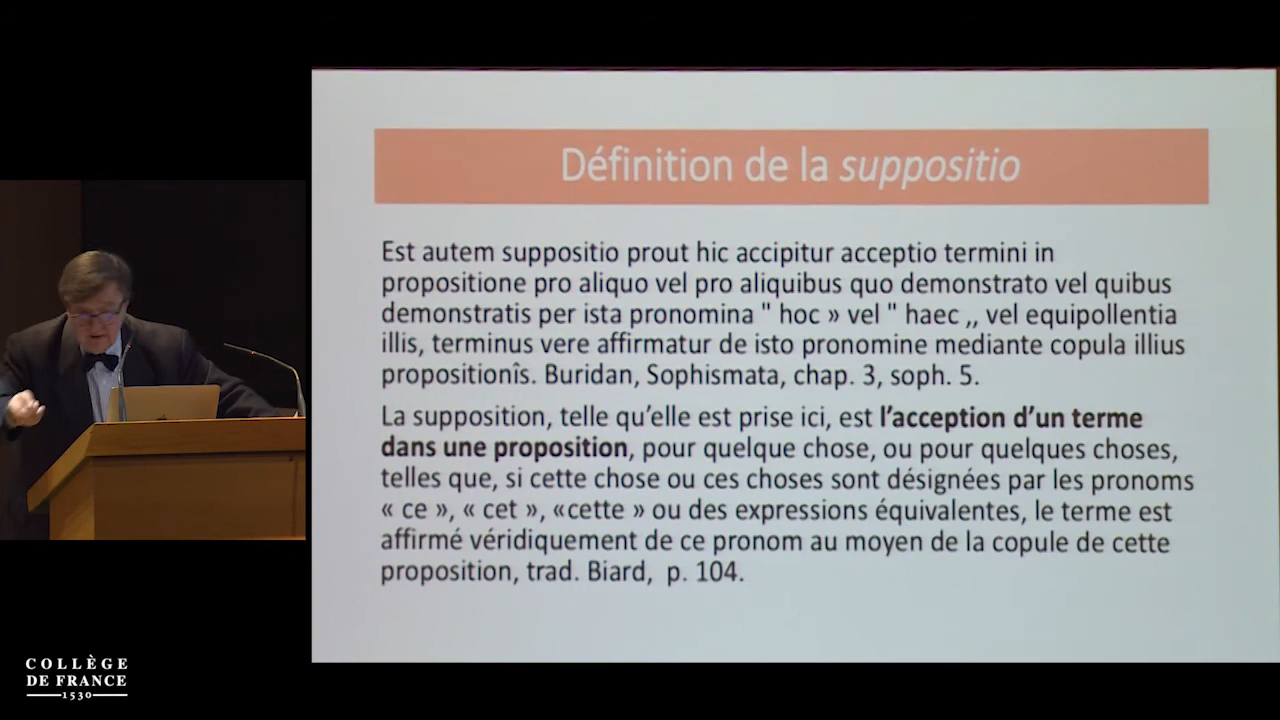 Définition de la suppositio
Est autem suppositio prout hic accipitur acceptio termini in
propositione pro aliquo vel pro aliquibus quo demonstrato vel quibus
demonstratis per ista pronomina " hoc » vel " haec ,, vel equipollentia
illis, terminus vere affirmatur de isto pronomine mediante copula illius
propositionîs. Buridan, Sophismata, chap. 3, soph. 5.
La supposition, telle qu’elle est prise ici, est l’acception d’un terme
dans une proposition, pour quelque chose, ou pour quelques choses,
telles que, si cette chose ou ces choses sont désignées par les pronoms
« ce », « cet », «cette » ou des expressions équivalentes, le terme est
affirmé véridiquement de ce pronom au moyen de la copule de cette
proposition, trad. Biard,  p. 104.
COLLÈGE
DE FRANCE
1530